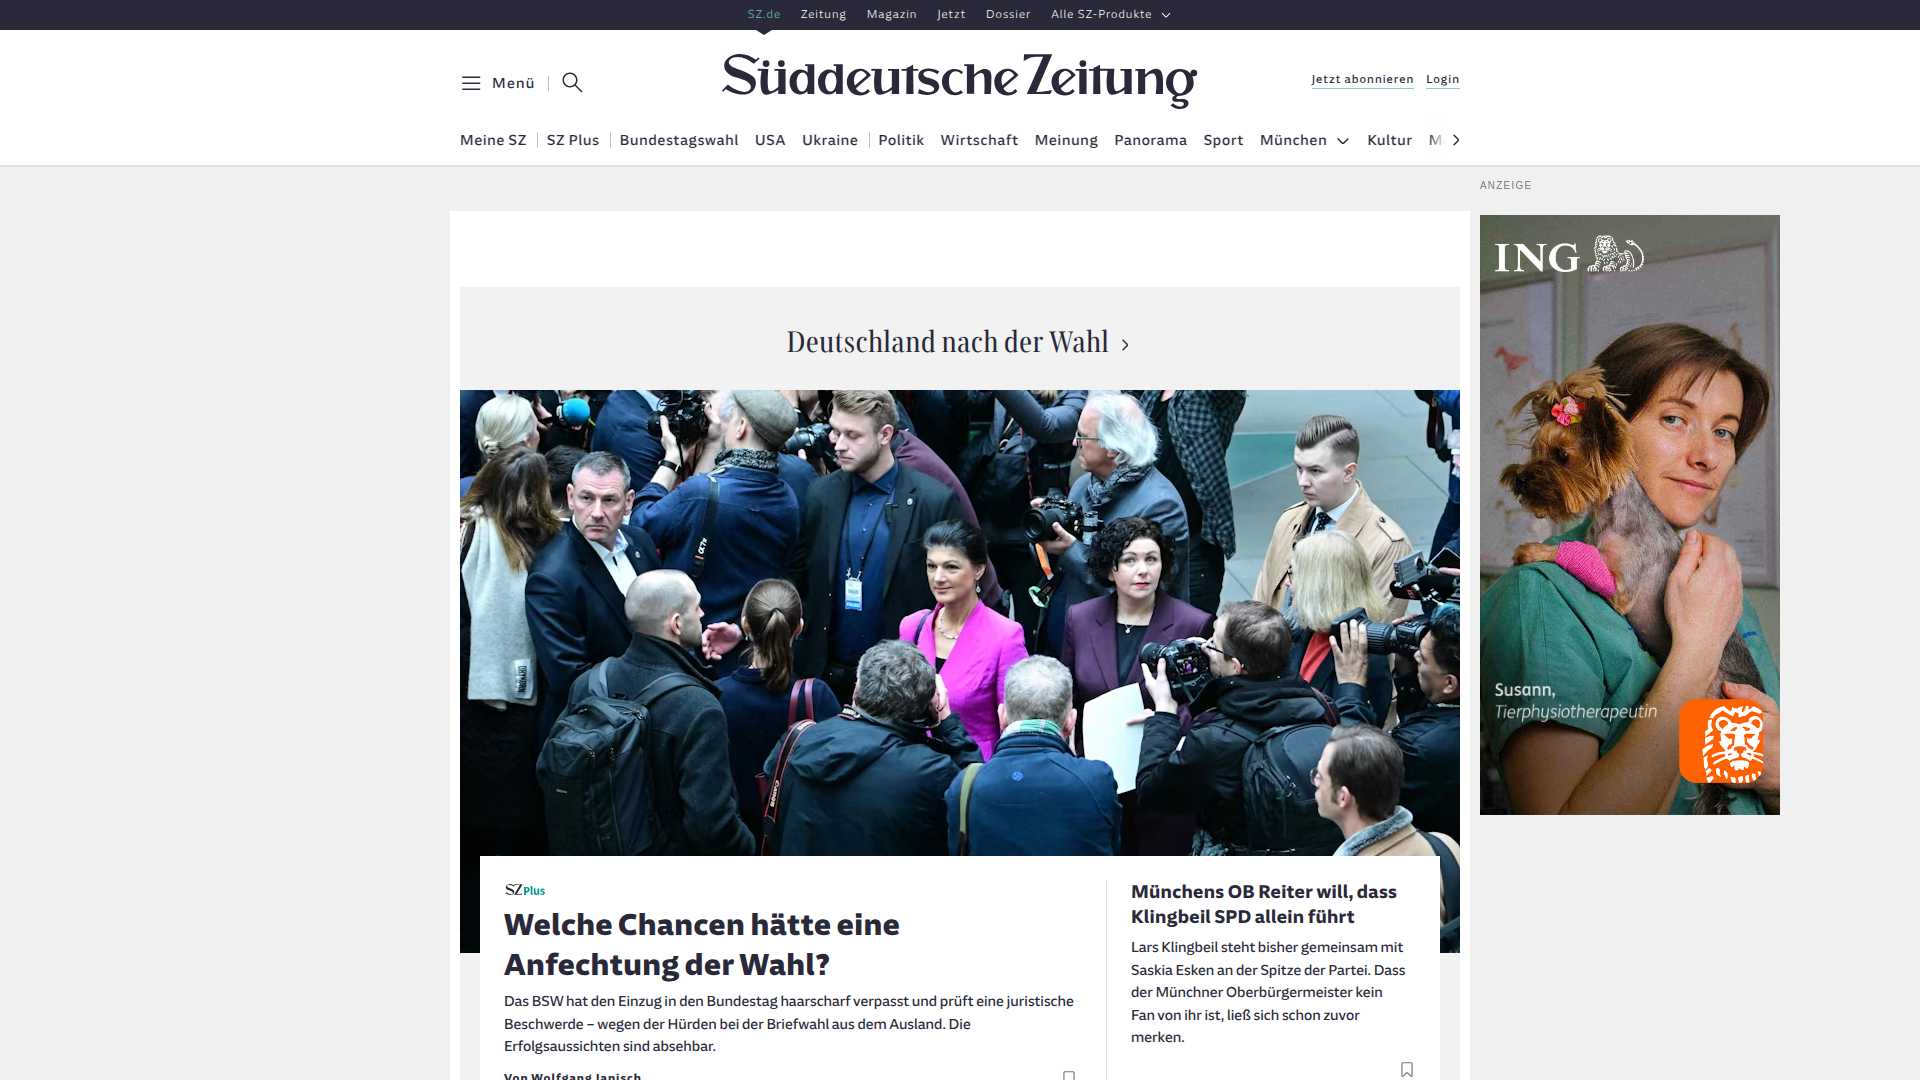 SZ.de Zeitung Magazin Jetzt Dossier Alle SZ-Produkte
Menü
Süddeutsche Zeitung
Jetzt abonnieren Login
Meine SZ SZ Plus Bundestagswahl USA Ukraine Politik Wirtschaft Meinung Panorama Sport München Kultur M
ANZEIGE
ING
Deutschland nach der Wahl
Susann,
Tierphysiotherapeutin
SZ Plus
Welche Chancen hätte eine
Anfechtung der Wahl?
Das BSW hat den Einzug in den Bundestag haarscharf verpasst und prüft eine juristische
Beschwerde – wegen der Hürden bei der Briefwahl aus dem Ausland. Die
Erfolgsaussichten sind absehbar.
Von Wolfgang Janisch
Münchens OB Reiter will, dass
Klingbeil SPD allein führt
Lars Klingbeil steht bisher gemeinsam mit
Saskia Esken an der Spitze der Partei. Dass
der Münchner Oberbürgermeister kein
Fan von ihr ist, ließ sich schon zuvor
merken.